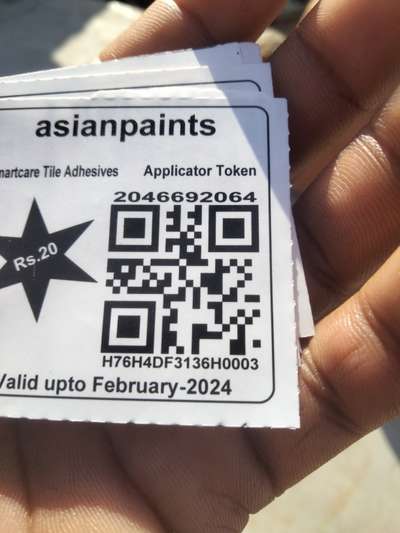 asianpaints
martcare Tile Adhesives Applicator Token
2046692064
Rs.20
H76H4DF3136H0003
Valid upto February-2024